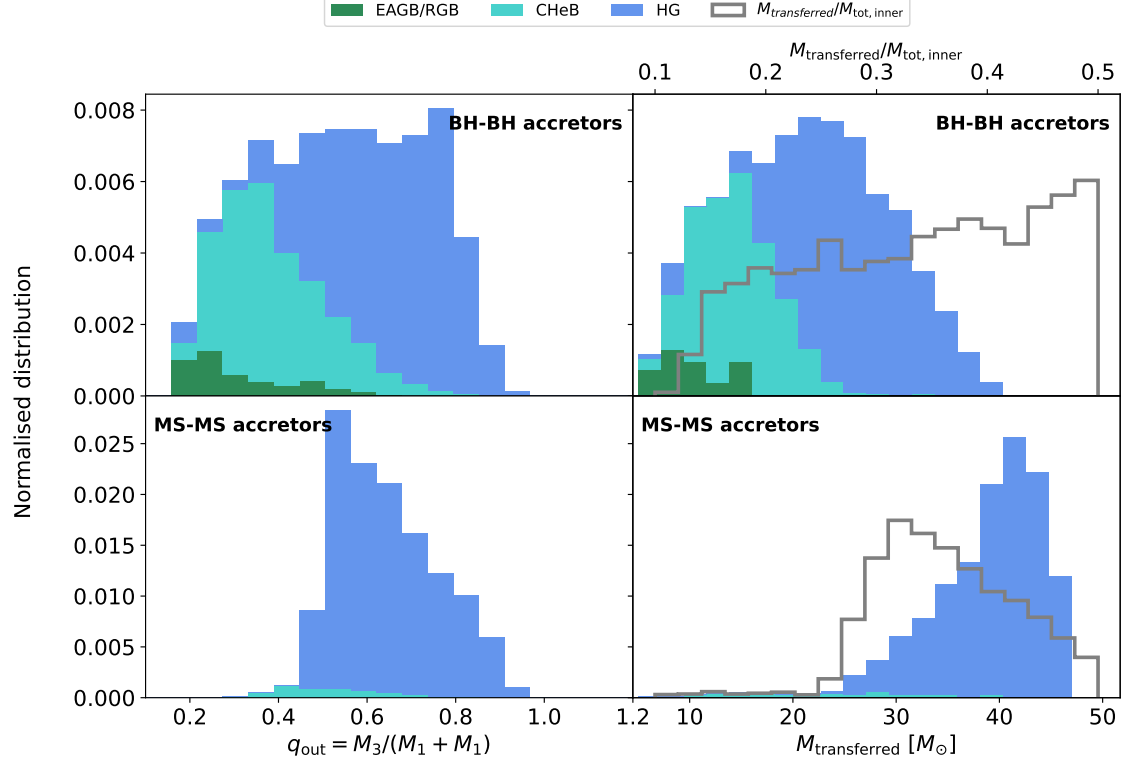 EAGB/RGB CHeB HG M_transferred/M_tot, inner
M_transferred/M_tot, inner
0.1 0.2 0.3 0.4 0.5
BH-BH accretors BH-BH accretors
0.008
0.006
0.004
0.002
0.000
MS-MS accretors MS-MS accretors
0.025
0.020
0.015
0.010
0.005
0.000
Normalised distribution
0.2 0.4 0.6 0.8 1.0 1.2 10 20 30 40 50
q_out = M_3/(M_1 + M_1) M_transferred [M_⊙]